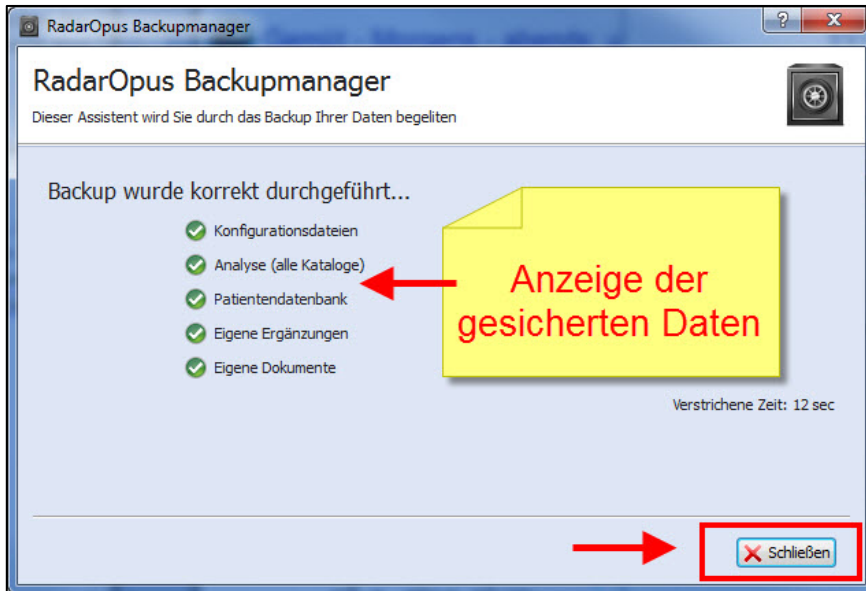 RadarOpus Backupmanager
RadarOpus Backupmanager
Dieser Assistent wird Sie durch das Backup Ihrer Daten begeliten
Backup wurde korrekt durchgeführt...
Konfigurationsdateien
Analyse (alle Kataloge)
Patientendatenbank
Eigene Ergänzungen
Eigene Dokumente
Anzeige der
gesicherten Daten
Verstrichene Zeit: 12 sec
Schließen